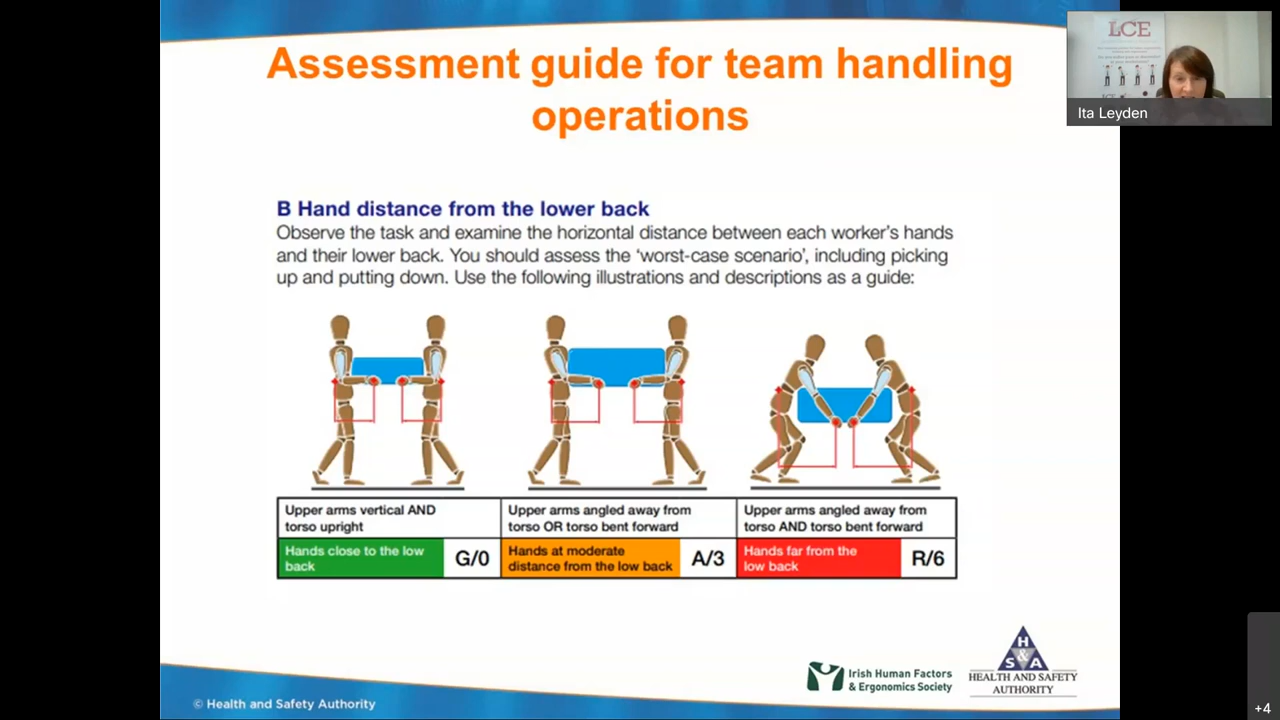 Assessment guide for team handling
operations
LCE
Ita Leyden
B Hand distance from the lower back
Observe the task and examine the horizontal distance between each worker's hands
and their lower back. You should assess the ‘worst-case scenario’, including picking
up and putting down. Use the following illustrations and descriptions as a guide:
Upper arms vertical AND
torso upright
Upper arms angled away from
torso OR torso bent forward
Upper arms angled away from
torso AND torso bent forward
Hands close to the low
back
G/0
Hands at moderate
distance from the low back
A/3
Hands far from the
low back
R/6
Irish Human Factors
& Ergonomics Society
H
S & A
HEALTH AND SAFETY
AUTHORITY
© Health and Safety Authority
+4